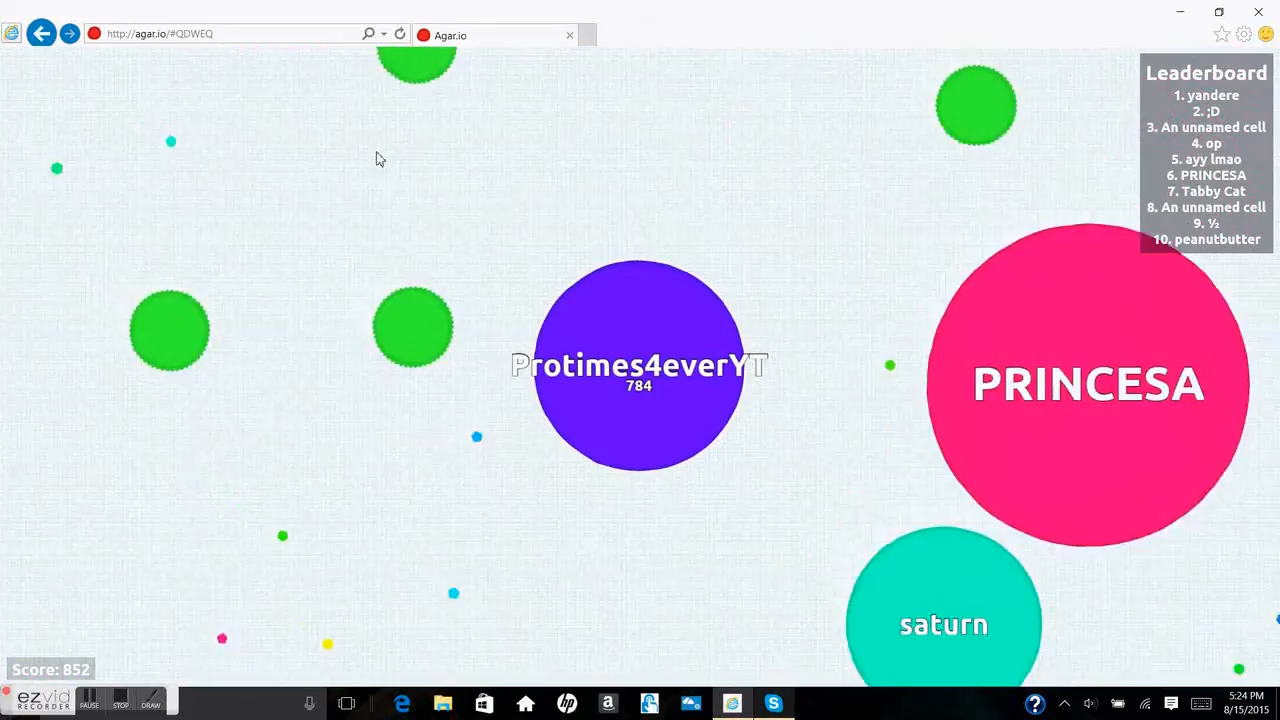 http://agar.io/#QDWEQ
Agar.io
Leaderboard
1. yandere
2. ;D
3. An unnamed cell
4. op
5. ayy lmao
6. PRINCESA
7. Tabby Cat
8. An unnamed cell
9. ½
10. peanutbutter
Protimes4everYT
784
PRINCESA
saturn
Score: 852
ezvid
RECORDER
PAUSE
STOP
DRAW
hp
a
5:24 PM
8/15/2015